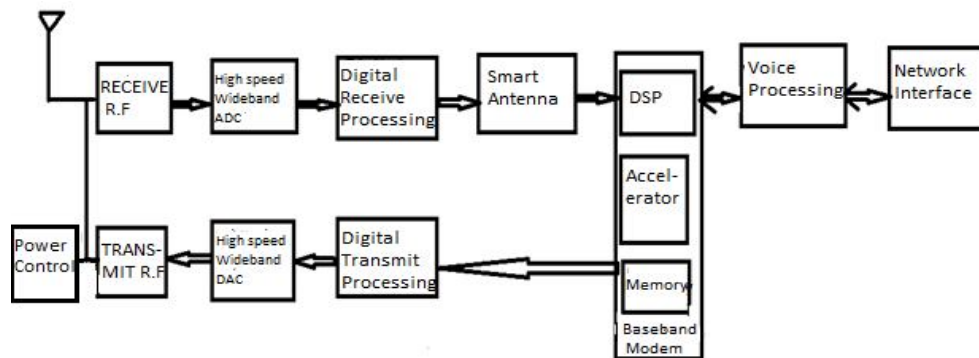 RECEIVE
R.F
High speed
Wideband
ADC
Digital
Receive
Processing
Smart
Antenna
DSP
Voice
Processing
Network
Interface
Accel-
erator
Power
Control
TRANS-
MIT R.F
High speed
Wideband
DAC
Digital
Transmit
Processing
Memory
Baseband
Modem